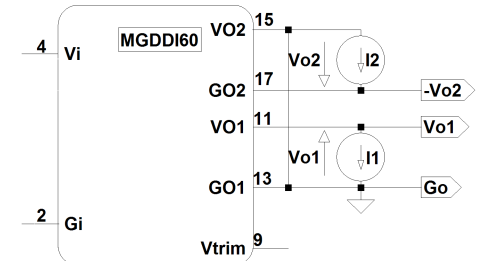 15
VO2
4
MGDDI60
Vi
Vo2
I2
17
GO2
-Vo2
11
VO1
Vo1
Vo1
I1
13
GO1
Go
2
Gi
9
Vtrim